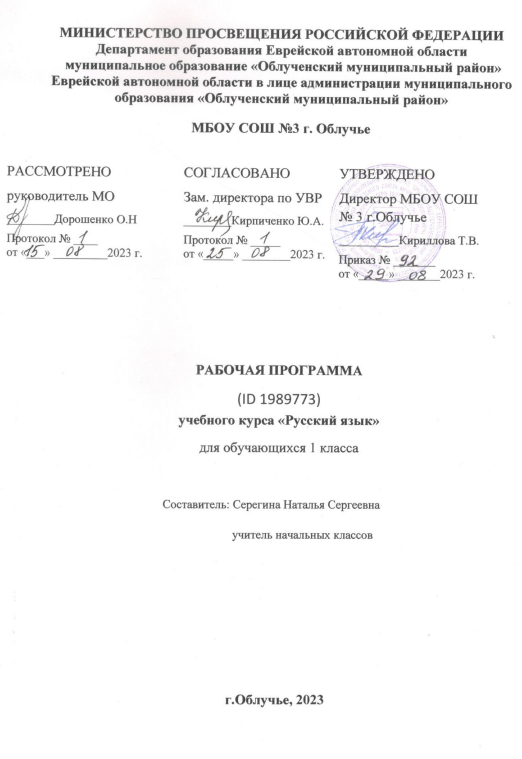 МИНИСТЕРСТВО ПРОСВЕЩЕНИЯ РОССИЙСКОЙ ФЕДЕРАЦИИ
Департамент образования Еврейской автономной области
муниципальное образование «Облученский муниципальный район»
Еврейской автономной области в лице администрации муниципального
образования «Облученский муниципальный район»
МБОУ СОШ №3 г. Облучье
РАССМОТРЕНО
руководитель МО
Дорошенко О.Н
Протокол № 1
от «15» 08 2023 г.
СОГЛАСОВАНО
Зам. директора по УВР
Кирпиченко Ю.А.
Протокол № 1
от «25» 08 2023 г.
УТВЕРЖДЕНО
Директор МБОУ СОШ
№ 3 г.Облучье
Кириллова Т.В.
Приказ № 92
от «29» 08 2023 г.
РАБОЧАЯ ПРОГРАММА
(ID 1989773)
учебного курса «Русский язык»
для обучающихся 1 класса
Составитель: Серегина Наталья Сергеевна
учитель начальных классов
г.Облучье, 2023